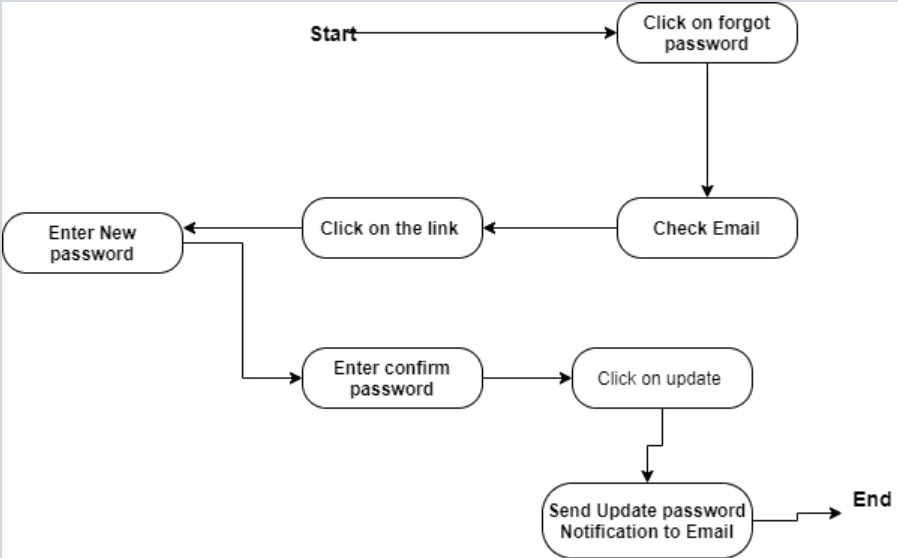 Start
Click on forgot
password
Check Email
Click on the link
Enter New
password
Enter confirm
password
Click on update
Send Update password
Notification to Email
End